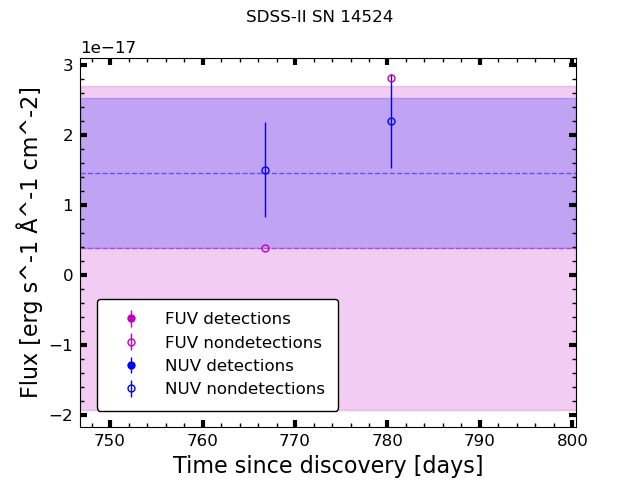 SDSS-II SN 14524
1e−17
3
2
1
0
−1
−2
Flux [erg s^-1 Å^-1 cm^-2]
FUV detections
FUV nondetections
NUV detections
NUV nondetections
750 760 770 780 790 800
Time since discovery [days]